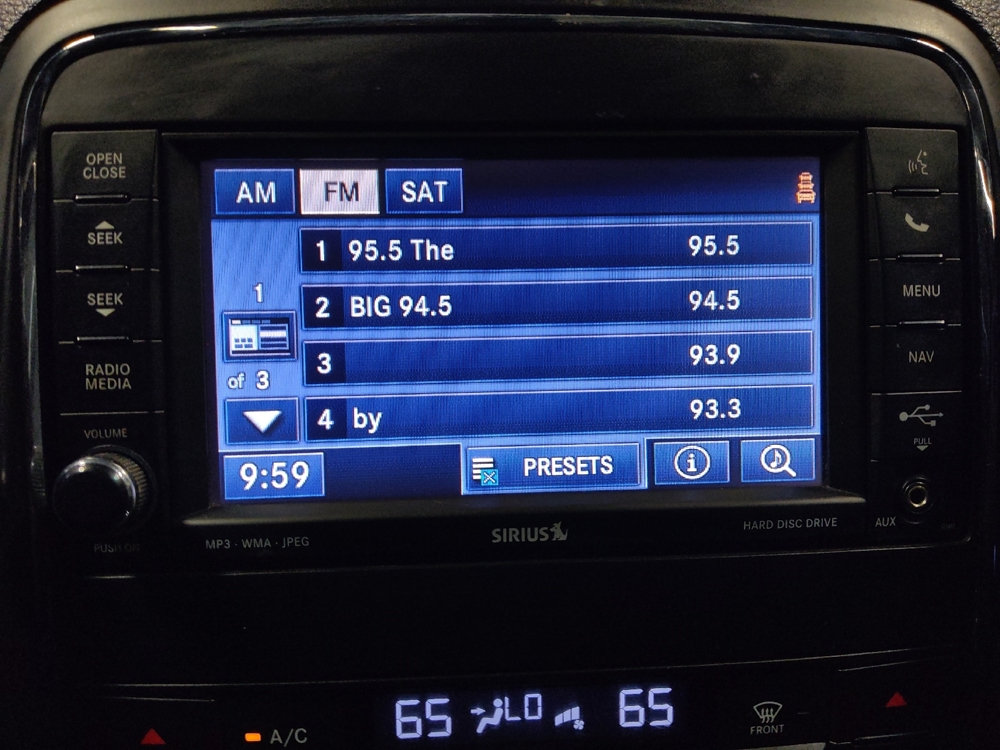 OPEN
CLOSE
SEEK
SEEK
RADIO
MEDIA
VOLUME
PUSH ON
AM FM SAT
1 95.5 The 95.5
2 BIG 94.5 94.5
3 93.9
4 by 93.3
1
of 3
9:59 PRESETS
MENU
NAV
PULL
AUX
MP3 · WMA · JPEG
SIRIUS
HARD DISC DRIVE
65 LO 65
A/C
FRONT